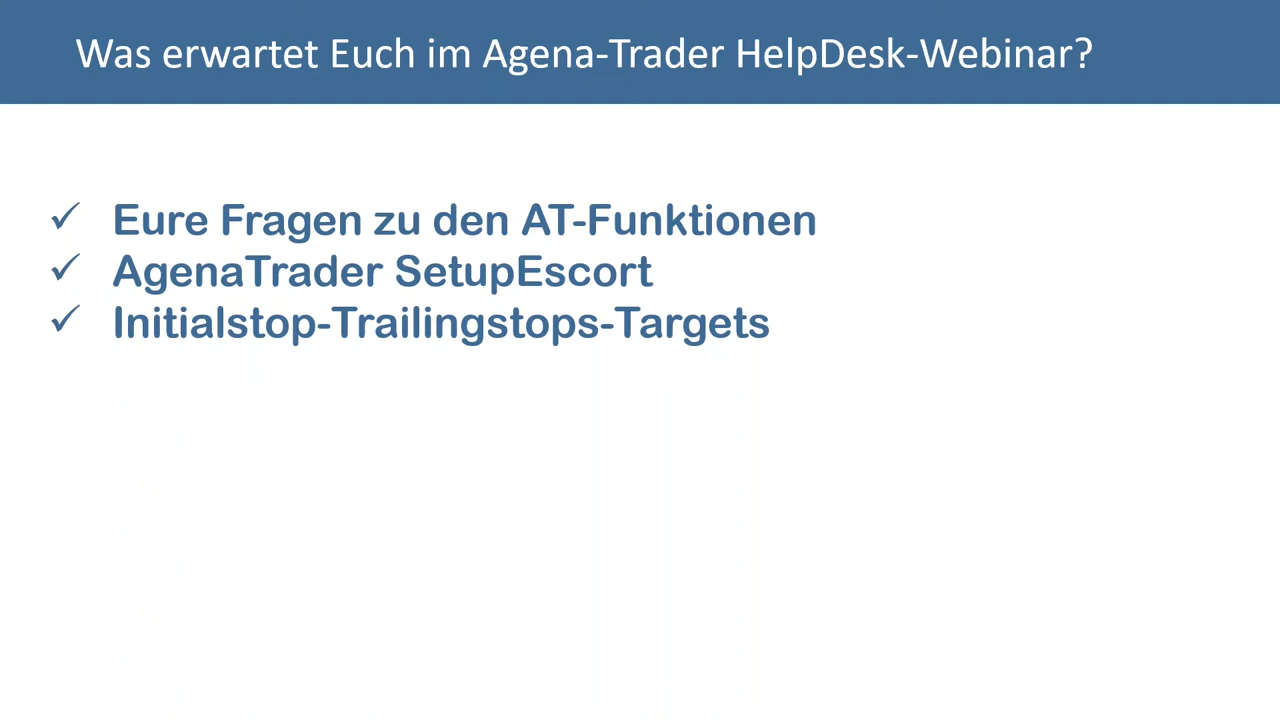 Was erwartet Euch im Agena-Trader HelpDesk-Webinar?
✓ Eure Fragen zu den AT-Funktionen
✓ AgenaTrader SetupEscort
✓ Initialstop-Trailingstops-Targets